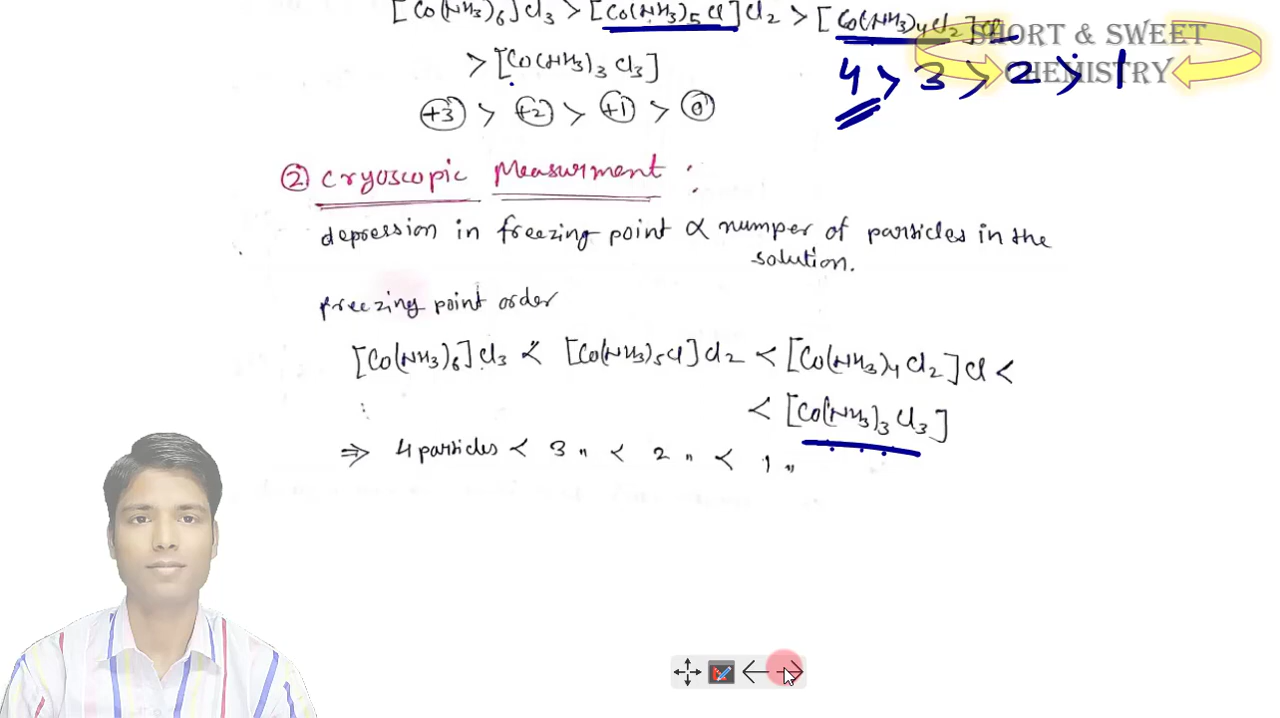 [Co(NH3)6]Cl3 > [Co(NH3)5Cl]Cl2 > [Co(NH3)4Cl2]Cl
SHORT & SWEET
CHEMISTRY
> [Co(NH3)3Cl3]
4 > 3 > 2 > 1
+3 > +2 > +1 > 0
② Cryoscopic Measurment :
depression in freezing point ∝ numper of particles in the
solution.
freezing point order
[Co(NH3)6]Cl3 < [Co(NH3)5Cl]Cl2 < [Co(NH3)4Cl2]Cl <
< [Co(NH3)3Cl3]
⇒ 4 particles < 3 " < 2 " < 1 "